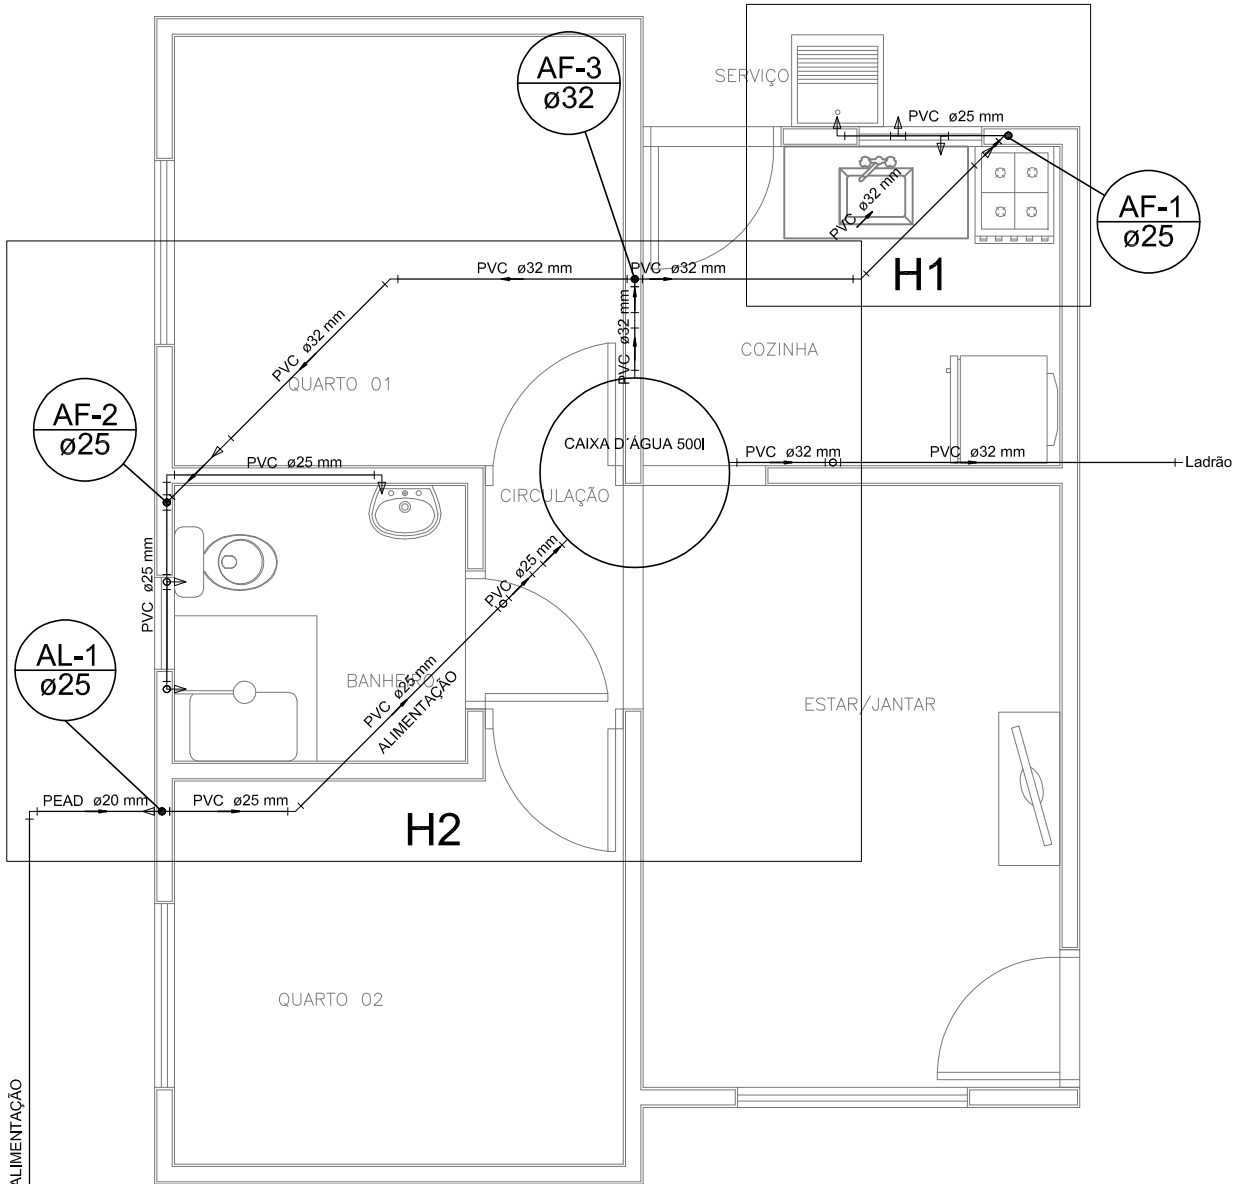 AF-3
ø32
SERVIÇO
PVC ø25 mm
PVC ø32 mm
AF-1
ø25
PVC ø32 mm
PVC ø32 mm
H1
PVC ø32 mm
PVC ø32 mm
COZINHA
QUARTO 01
AF-2
ø25
CAIXA D´ÁGUA 500l
PVC ø25 mm
PVC ø32 mm
PVC ø32 mm
Ladrão
CIRCULAÇÃO
PVC ø25 mm
PVC ø25 mm
AL-1
ø25
BANHEIRO
PVC ø25 mm
ALIMENTAÇÃO
ESTAR/JANTAR
PEAD ø20 mm
PVC ø25 mm
H2
QUARTO 02
ALIMENTAÇÃO